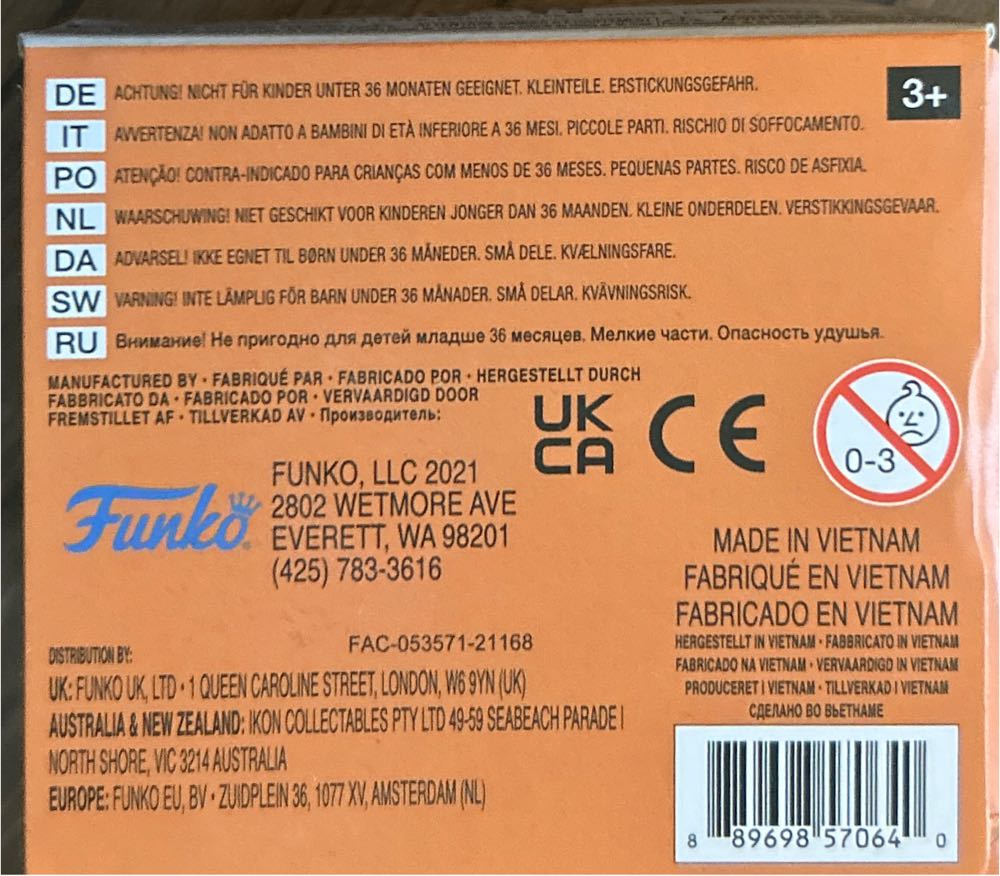 DE ACHTUNG! NICHT FÜR KINDER UNTER 36 MONATEN GEEIGNET. KLEINTEILE. ERSTICKUNGSGEFAHR.
3+
IT AVVERTENZA! NON ADATTO A BAMBINI DI ETÀ INFERIORE A 36 MESI. PICCOLE PARTI. RISCHIO DI SOFFOCAMENTO.
PO ATENÇÃO! CONTRA-INDICADO PARA CRIANÇAS COM MENOS DE 36 MESES. PEQUENAS PARTES. RISCO DE ASFIXIA.
NL WAARSCHUWING! NIET GESCHIKT VOOR KINDEREN JONGER DAN 36 MAANDEN. KLEINE ONDERDELEN. VERSTIKKINGSGEVAAR.
DA ADVARSEL! IKKE EGNET TIL BØRN UNDER 36 MÅNEDER. SMÅ DELE. KVÆLNINGSFARE.
SW VARNING! INTE LÄMPLIG FÖR BARN UNDER 36 MÅNADER. SMÅ DELAR. KVÄVNINGSRISK.
RU Внимание! Не пригодно для детей младше 36 месяцев. Мелкие части. Опасность удушья.
MANUFACTURED BY • FABRIQUÉ PAR • FABRICADO POR • HERGESTELLT DURCH
FABBRICATO DA • FABRICADO POR • VERVAARDIGD DOOR
FREMSTILLET AF • TILLVERKAD AV • Производитель:
UK
CA
CE
0-3
Funko
FUNKO, LLC 2021
2802 WETMORE AVE
EVERETT, WA 98201
(425) 783-3616
MADE IN VIETNAM
FABRIQUÉ EN VIETNAM
FABRICADO EN VIETNAM
HERGESTELLT IN VIETNAM • FABBRICATO IN VIETNAM
FABRICADO NA VIETNAM • VERVAARDIGD IN VIETNAM
PRODUCERET I VIETNAM • TILLVERKAD I VIETNAM
СДЕЛАНО ВО ВЬЕТНАМЕ
FAC-053571-21168
DISTRIBUTION BY:
UK: FUNKO UK, LTD • 1 QUEEN CAROLINE STREET, LONDON, W6 9YN (UK)
AUSTRALIA & NEW ZEALAND: IKON COLLECTABLES PTY LTD 49-59 SEABEACH PARADE I
NORTH SHORE, VIC 3214 AUSTRALIA
EUROPE: FUNKO EU, BV • ZUIDPLEIN 36, 1077 XV, AMSTERDAM (NL)
8 89698 57064 0